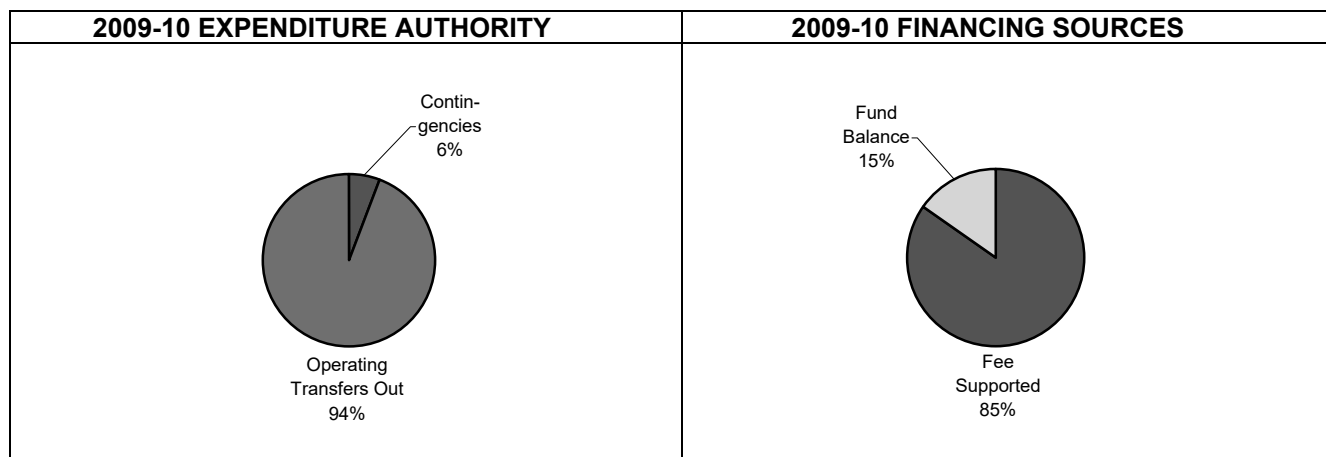 2009-10 EXPENDITURE AUTHORITY
2009-10 FINANCING SOURCES
Contin-
gencies
6%
Operating
Transfers Out
94%
Fund
Balance
15%
Fee
Supported
85%